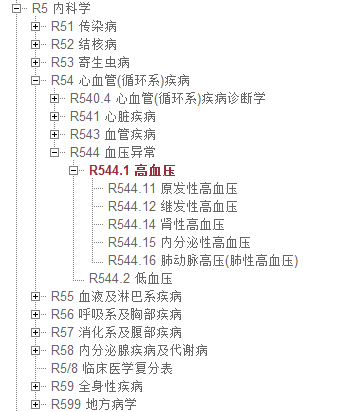 R5 内科学
R51 传染病
R52 结核病
R53 寄生虫病
R54 心血管(循环系)疾病
R540.4 心血管(循环系)疾病诊断学
R541 心脏疾病
R543 血管疾病
R544 血压异常
R544.1 高血压
R544.11 原发性高血压
R544.12 继发性高血压
R544.14 肾性高血压
R544.15 内分泌性高血压
R544.16 肺动脉高压(肺性高血压)
R544.2 低血压
R55 血液及淋巴系疾病
R56 呼吸系及胸部疾病
R57 消化系及腹部疾病
R58 内分泌腺疾病及代谢病
R5/8 临床医学复分表
R59 全身性疾病
R599 地方病学